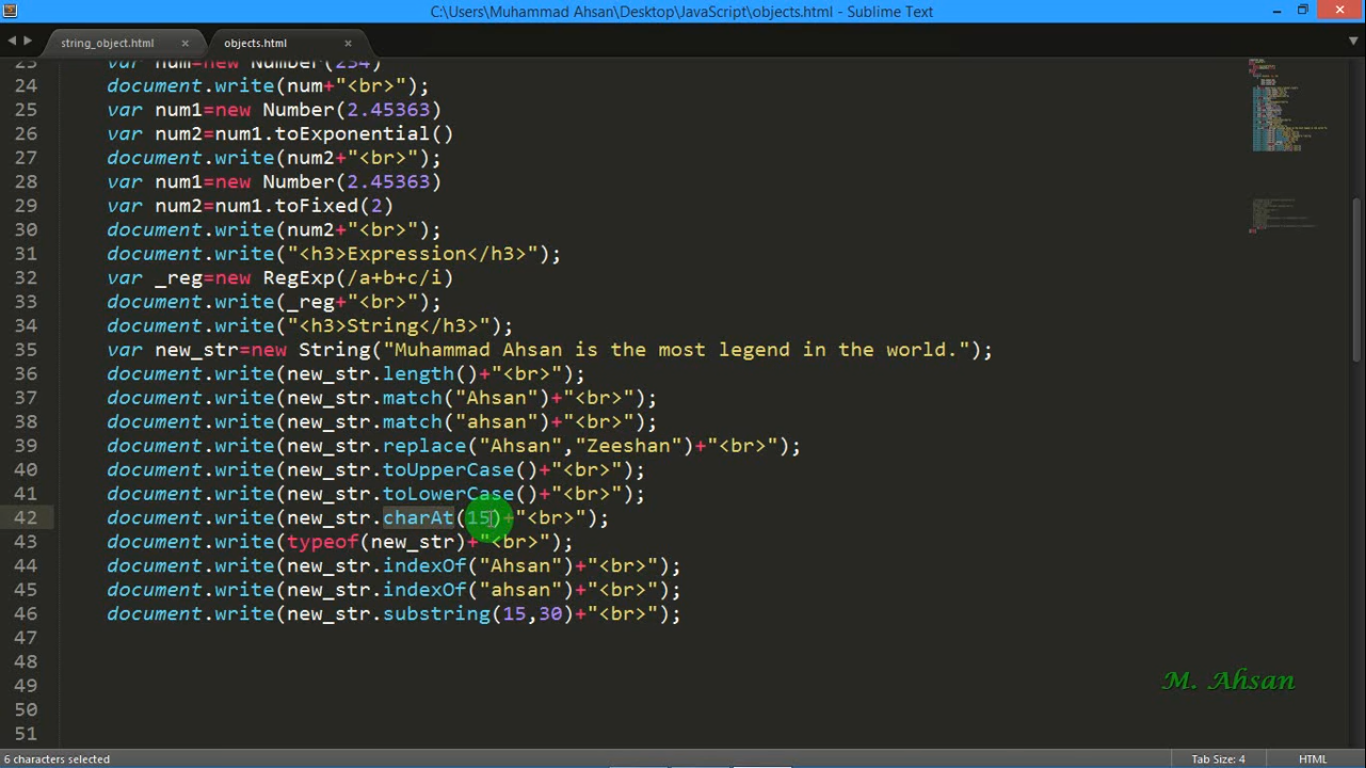 C:\Users\Muhammad Ahsan\Desktop\JavaScript\objects.html - Sublime Text
string_object.html × objects.html ×
23 var num=new Number(234)
24 document.write(num+"<br>");
25 var num1=new Number(2.45363)
26 var num2=num1.toExponential()
27 document.write(num2+"<br>");
28 var num1=new Number(2.45363)
29 var num2=num1.toFixed(2)
30 document.write(num2+"<br>");
31 document.write("<h3>Expression</h3>");
32 var _reg=new RegExp(/a+b+c/i)
33 document.write(_reg+"<br>");
34 document.write("<h3>String</h3>");
35 var new_str=new String("Muhammad Ahsan is the most legend in the world.");
36 document.write(new_str.length()+"<br>");
37 document.write(new_str.match("Ahsan")+"<br>");
38 document.write(new_str.match("ahsan")+"<br>");
39 document.write(new_str.replace("Ahsan","Zeeshan")+"<br>");
40 document.write(new_str.toUpperCase()+"<br>");
41 document.write(new_str.toLowerCase()+"<br>");
42 document.write(new_str.charAt(15)+"<br>");
43 document.write(typeof(new_str)+"<br>");
44 document.write(new_str.indexOf("Ahsan")+"<br>");
45 document.write(new_str.indexOf("ahsan")+"<br>");
46 document.write(new_str.substring(15,30)+"<br>");
47
48
49
50
51
M. Ahsan
6 characters selected Tab Size: 4 HTML